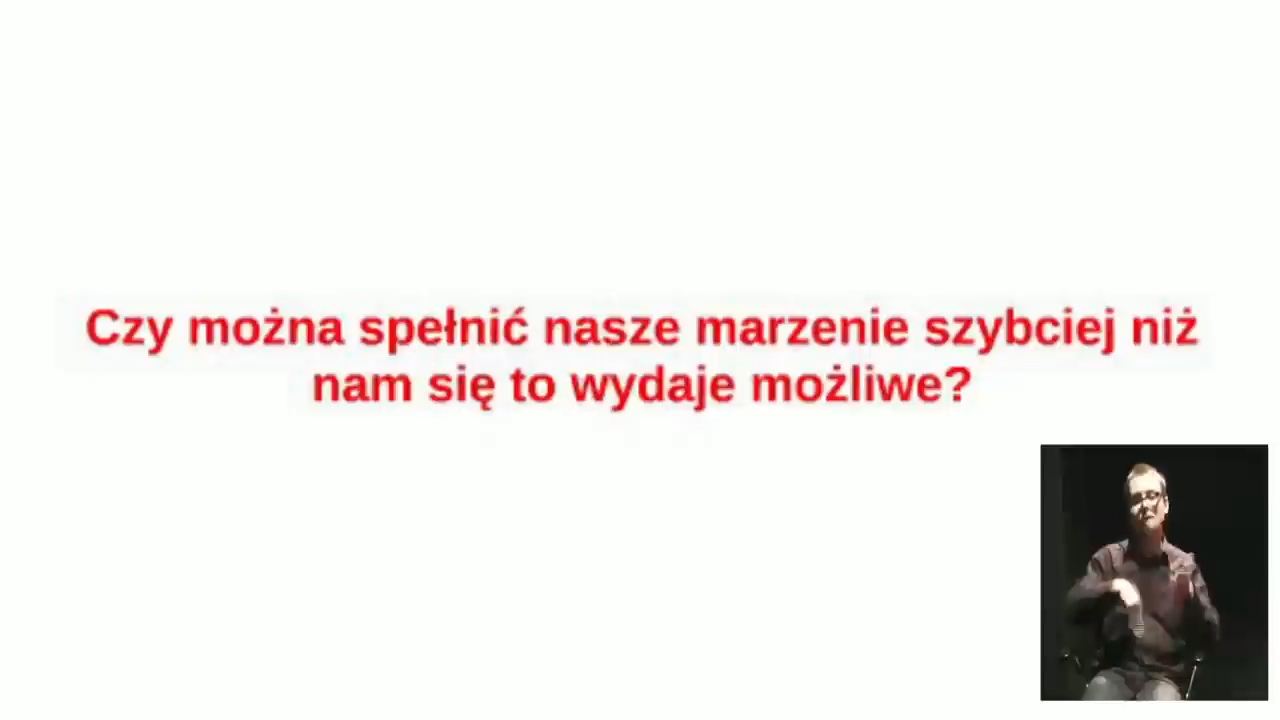 Czy można spełnić nasze marzenie szybciej niż
nam się to wydaje możliwe?